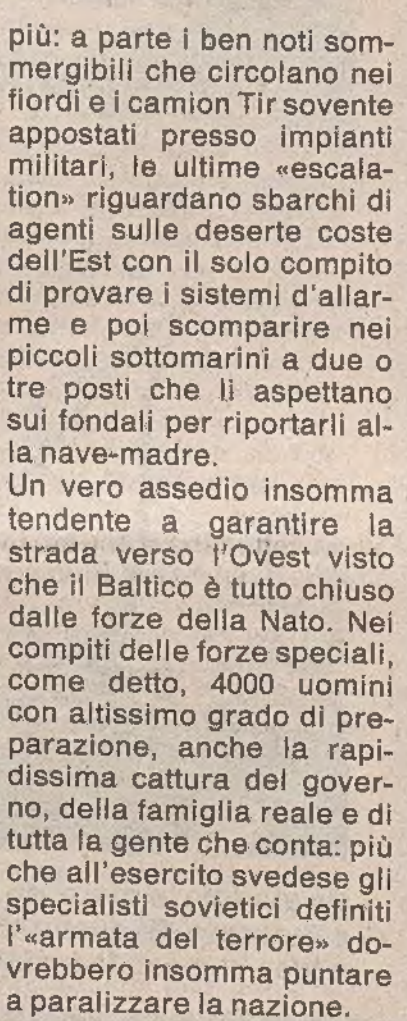 più: a parte i ben noti som-
mergibili che circolano nei
fiordi e i camion Tir sovente
appostati presso impianti
militari, le ultime «escala-
tion» riguardano sbarchi di
agenti sulle deserte coste
dell'Est con il solo compito
di provare i sistemi d'allar-
me e poi scomparire nei
piccoli sottomarini a due o
tre posti che li aspettano
sui fondali per riportarli al-
la nave-madre.
Un vero assedio insomma
tendente a garantire la
strada verso l'Ovest visto
che il Baltico è tutto chiuso
dalle forze della Nato. Nei
compiti delle forze speciali,
come detto, 4000 uomini
con altissimo grado di pre-
parazione, anche la rapi-
dissima cattura del gover-
no, della famiglia reale e di
tutta la gente che conta: più
che all'esercito svedese gli
specialisti sovietici definiti
l'«armata del terrore» do-
vrebbero insomma puntare
a paralizzare la nazione.